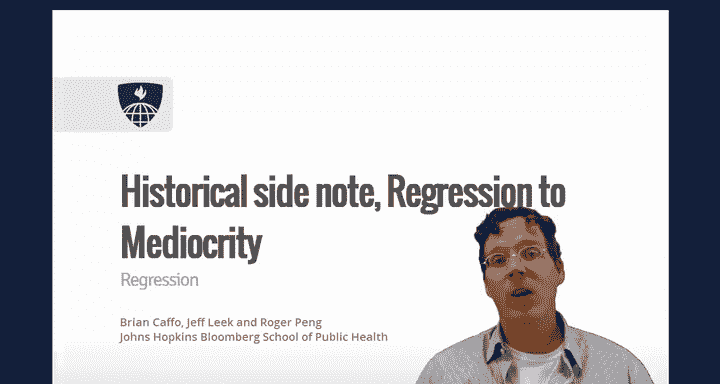 Historical side note, Regression to
Mediocrity
Regression
Brian Caffo, Jeff Leek and Roger Peng
Johns Hopkins Bloomberg School of Public Health